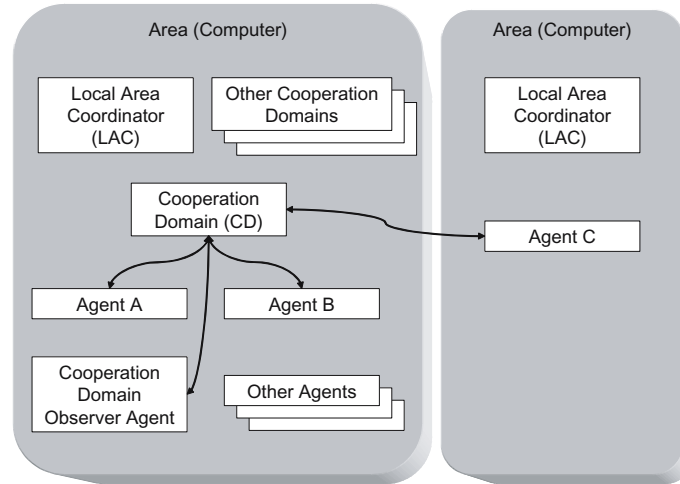 Area (Computer)
Local Area
Coordinator
(LAC)
Other Cooperation
Domains
Cooperation
Domain (CD)
Agent A
Agent B
Cooperation
Domain
Observer Agent
Other Agents
Area (Computer)
Local Area
Coordinator
(LAC)
Agent C